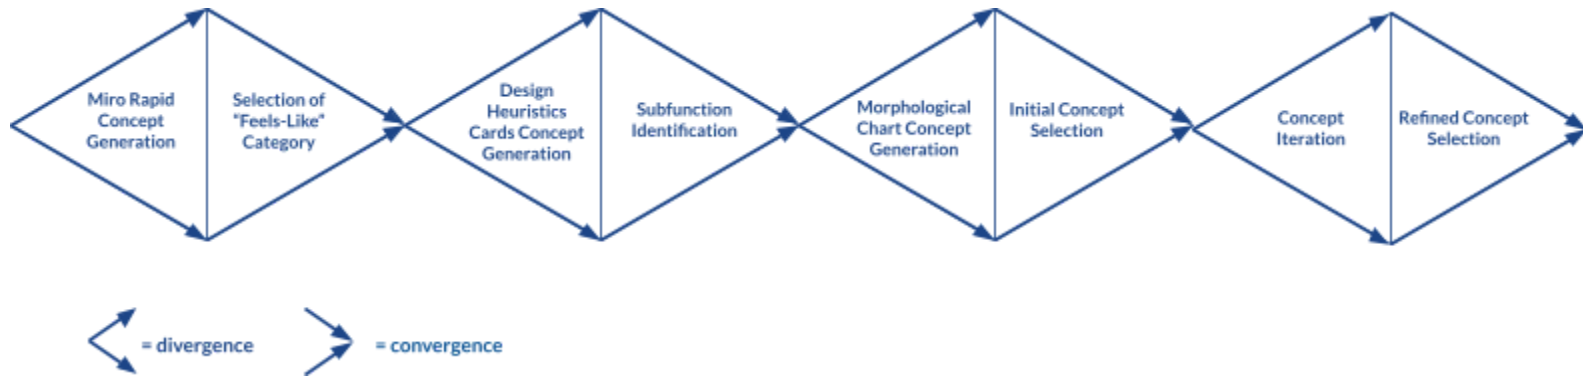 Miro Rapid
Concept
Generation
Selection of
"Feels-Like"
Category
Design
Heuristics
Cards Concept
Generation
Subfunction
Identification
Morphological
Chart Concept
Generation
Initial Concept
Selection
Concept
Iteration
Refined Concept
Selection
= divergence
= convergence